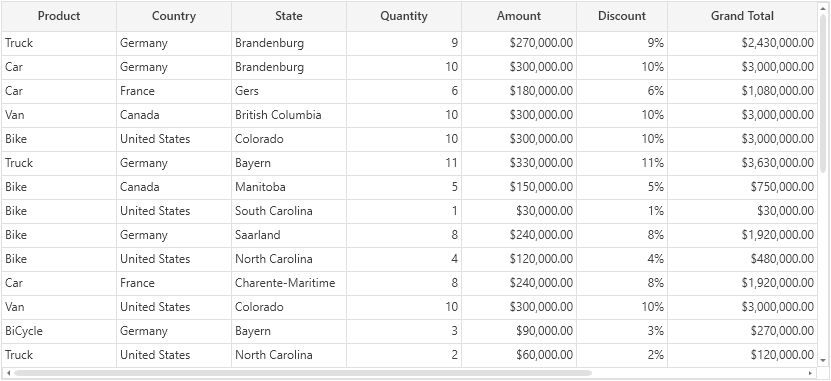 Product Country State Quantity Amount Discount Grand Total
Truck Germany Brandenburg 9 $270,000.00 9% $2,430,000.00
Car Germany Brandenburg 10 $300,000.00 10% $3,000,000.00
Car France Gers 6 $180,000.00 6% $1,080,000.00
Van Canada British Columbia 10 $300,000.00 10% $3,000,000.00
Bike United States Colorado 10 $300,000.00 10% $3,000,000.00
Truck Germany Bayern 11 $330,000.00 11% $3,630,000.00
Bike Canada Manitoba 5 $150,000.00 5% $750,000.00
Bike United States South Carolina 1 $30,000.00 1% $30,000.00
Bike Germany Saarland 8 $240,000.00 8% $1,920,000.00
Bike United States North Carolina 4 $120,000.00 4% $480,000.00
Car France Charente-Maritime 8 $240,000.00 8% $1,920,000.00
Van United States Colorado 10 $300,000.00 10% $3,000,000.00
BiCycle Germany Bayern 3 $90,000.00 3% $270,000.00
Truck United States North Carolina 2 $60,000.00 2% $120,000.00